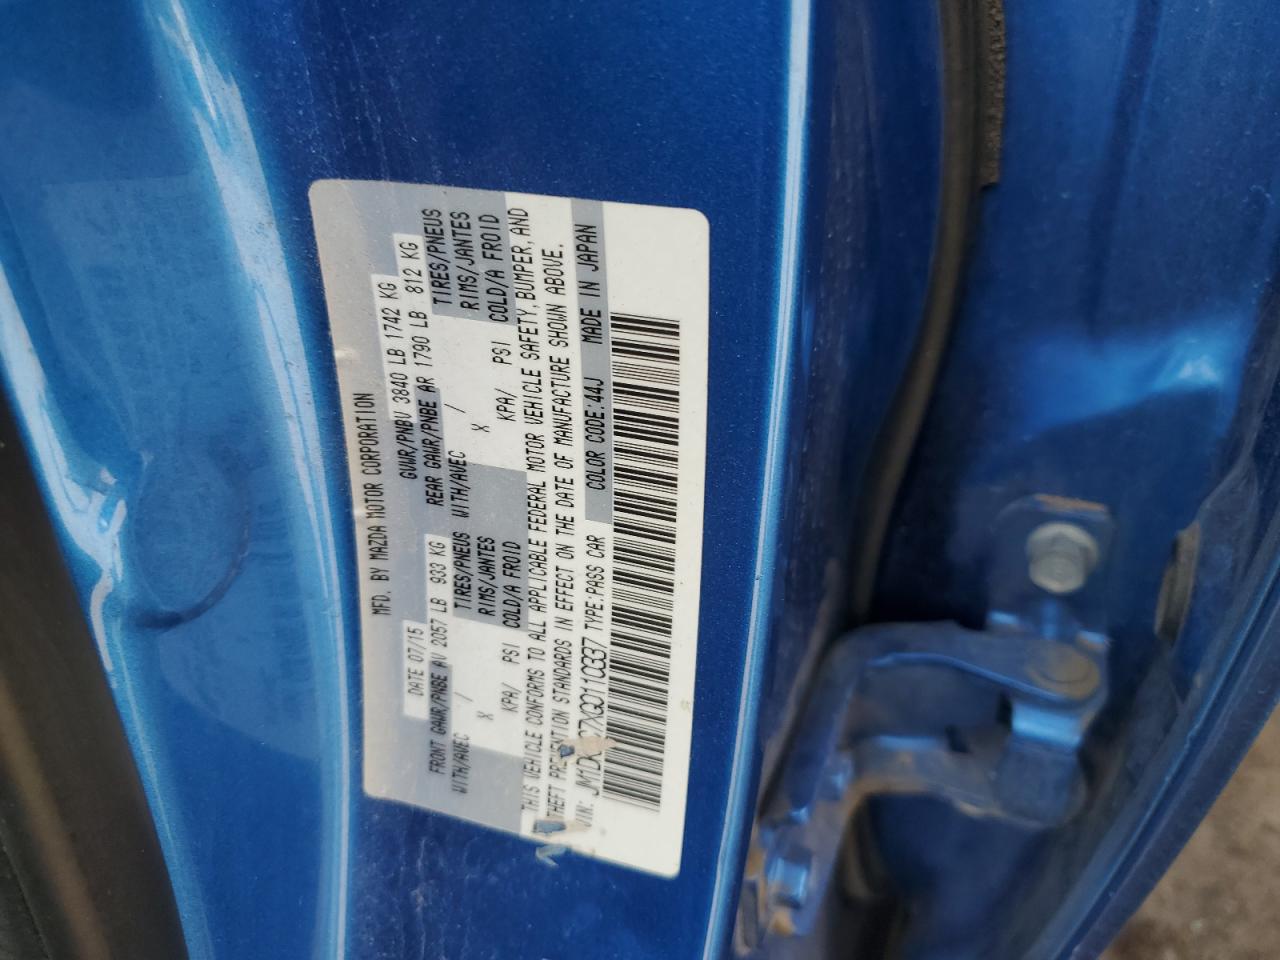 MFD. BY MAZDA MOTOR CORPORATION
DATE 07/15 GVWR/PNBV 3840 LB 1742 KG
FRONT GAWR/PNBE AV 2057 LB 933 KG REAR GAWR/PNBE AR 1790 LB 812 KG
WITH/AVEC / TIRES/PNEUS WITH/AVEC / TIRES/PNEUS
X RIMS/JANTES X RIMS/JANTES
KPA/ PSI COLD/A FROID KPA/ PSI COLD/A FROID
THIS VEHICLE CONFORMS TO ALL APPLICABLE FEDERAL MOTOR VEHICLE SAFETY, BUMPER, AND
THEFT PREVENTION STANDARDS IN EFFECT ON THE DATE OF MANUFACTURE SHOWN ABOVE.
VIN: TYPE:PASS CAR COLOR CODE:44J MADE IN JAPAN